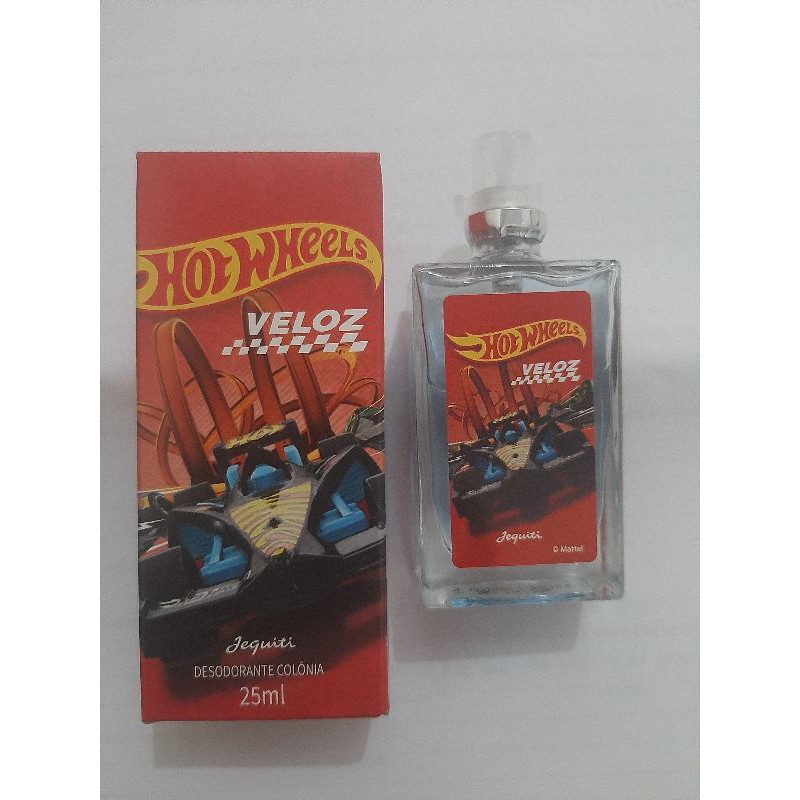 HOT WHEELS
VELOZ
Jequiti
DESODORANTE COLÔNIA
25ml
HOT WHEELS
VELOZ
Jequiti
© Mattel